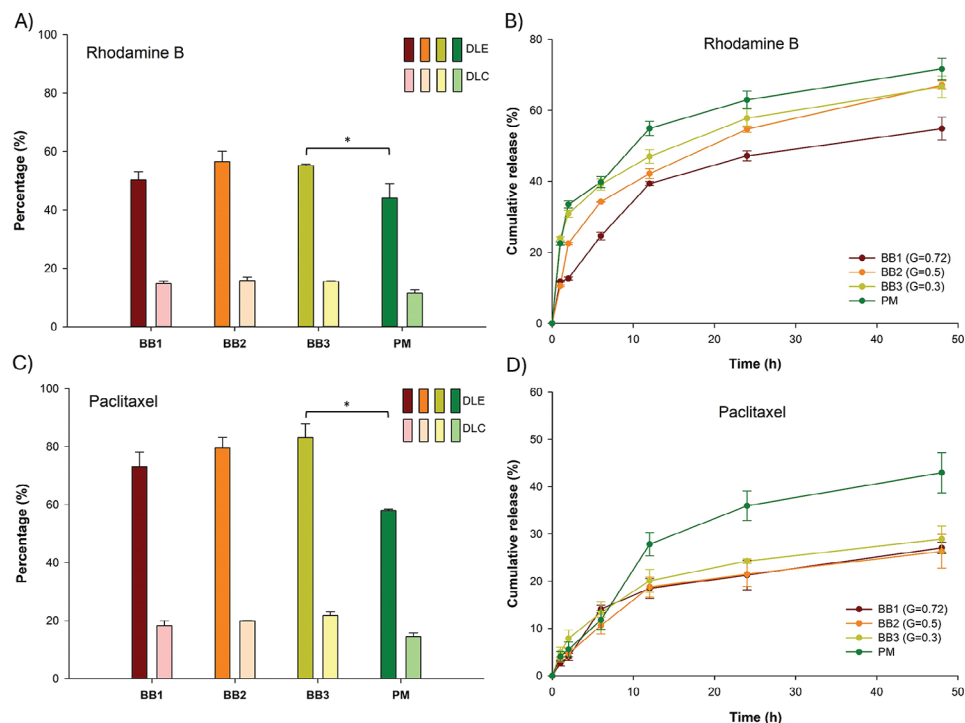 A)
Rhodamine B
DLE
DLC
*
Percentage (%)
100
80
60
40
20
0
BB1 BB2 BB3 PM
B)
Rhodamine B
Cumulative release (%)
80
60
40
20
0
BB1 (G=0.72)
BB2 (G=0.5)
BB3 (G=0.3)
PM
0 10 20 30 40 50
Time (h)
C)
Paclitaxel
DLE
DLC
*
Percentage (%)
100
80
60
40
20
0
BB1 BB2 BB3 PM
D)
Paclitaxel
Cumulative release (%)
60
50
40
30
20
10
0
BB1 (G=0.72)
BB2 (G=0.5)
BB3 (G=0.3)
PM
0 10 20 30 40 50
Time (h)